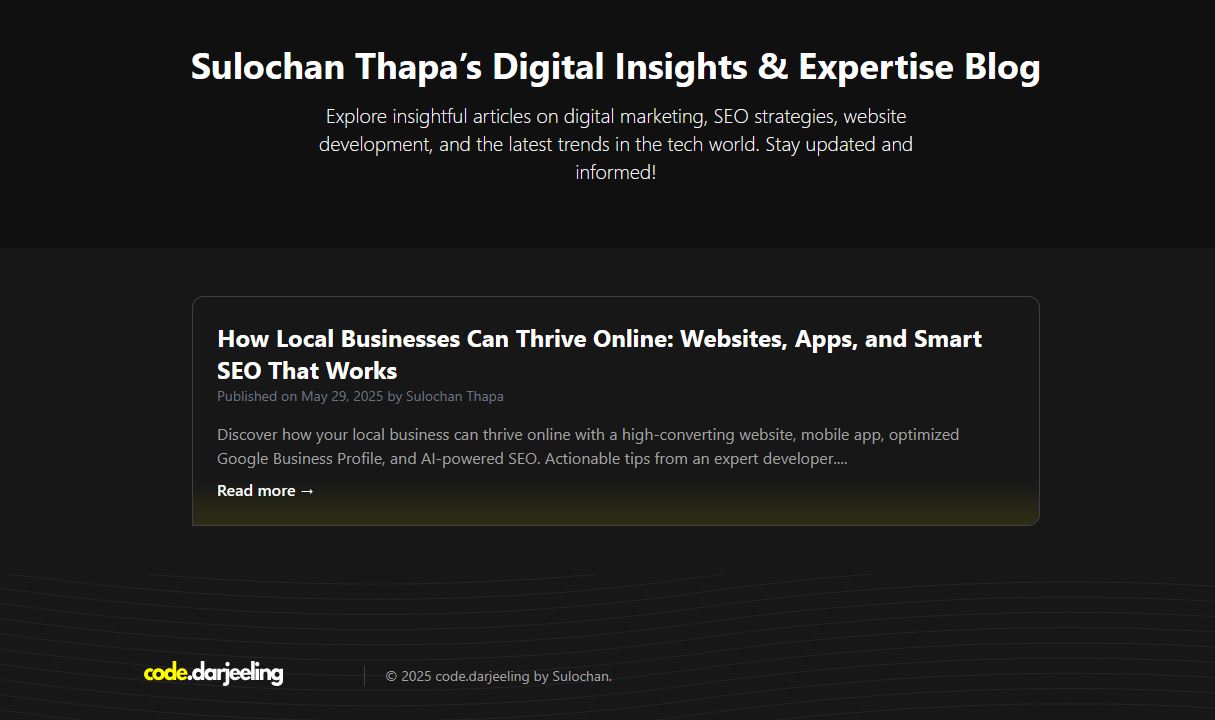 Sulochan Thapa’s Digital Insights & Expertise Blog
Explore insightful articles on digital marketing, SEO strategies, website
development, and the latest trends in the tech world. Stay updated and
informed!
How Local Businesses Can Thrive Online: Websites, Apps, and Smart
SEO That Works
Published on May 29, 2025 by Sulochan Thapa
Discover how your local business can thrive online with a high-converting website, mobile app, optimized
Google Business Profile, and AI-powered SEO. Actionable tips from an expert developer....
Read more →
code.darjeeling
© 2025 code.darjeeling by Sulochan.